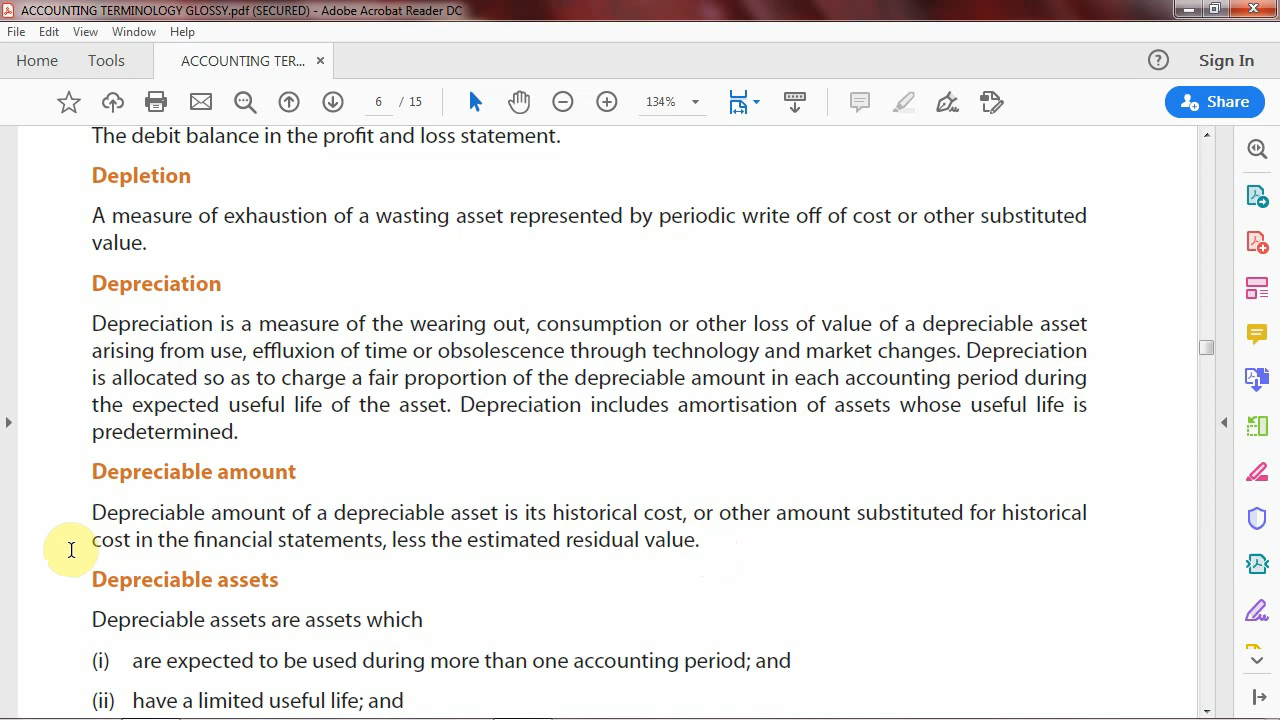 ACCOUNTING TERMINOLOGY GLOSSY.pdf (SECURED) - Adobe Acrobat Reader DC
File Edit View Window Help
Home Tools ACCOUNTING TER... × ? Sign In
6 / 15 134% Share
The debit balance in the profit and loss statement.
Depletion
A measure of exhaustion of a wasting asset represented by periodic write off of cost or other substituted
value.
Depreciation
Depreciation is a measure of the wearing out, consumption or other loss of value of a depreciable asset
arising from use, effluxion of time or obsolescence through technology and market changes. Depreciation
is allocated so as to charge a fair proportion of the depreciable amount in each accounting period during
the expected useful life of the asset. Depreciation includes amortisation of assets whose useful life is
predetermined.
Depreciable amount
Depreciable amount of a depreciable asset is its historical cost, or other amount substituted for historical
cost in the financial statements, less the estimated residual value.
Depreciable assets
Depreciable assets are assets which
(i) are expected to be used during more than one accounting period; and
(ii) have a limited useful life; and